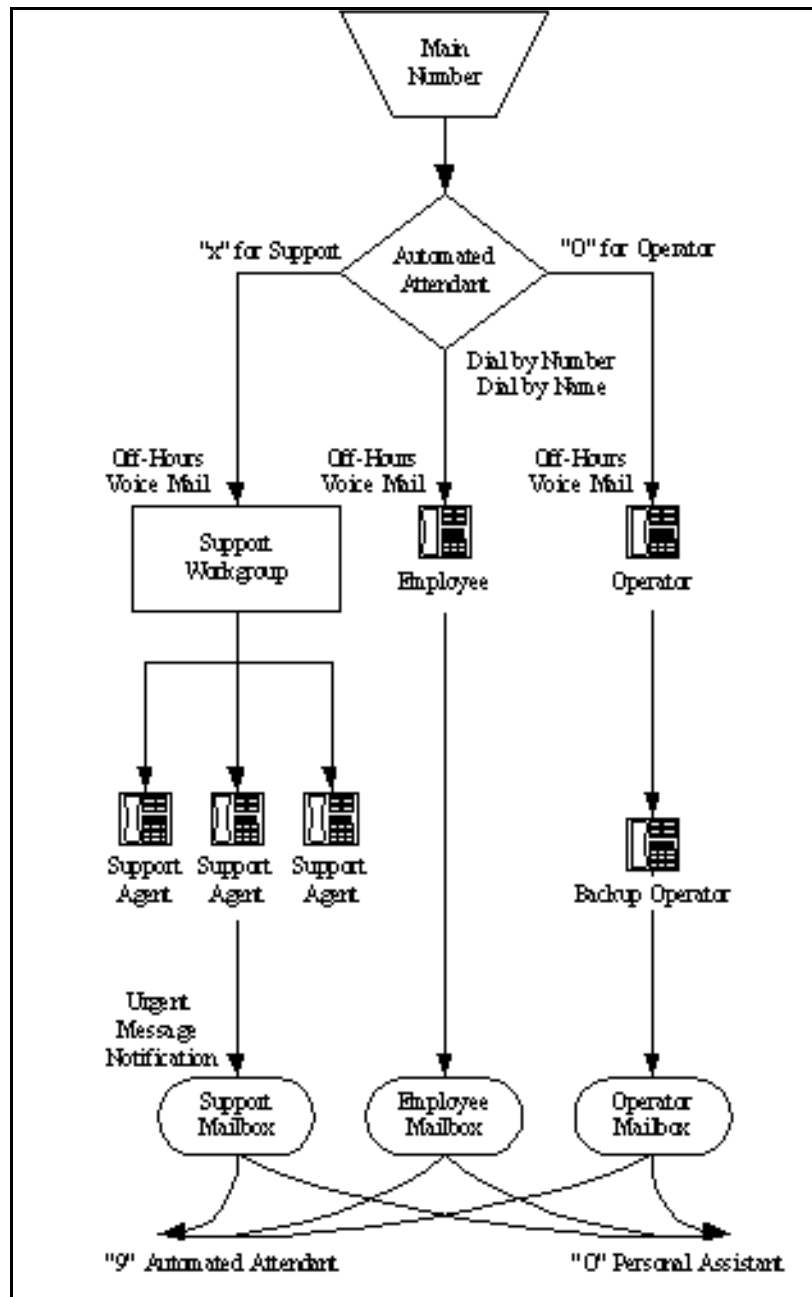 Main
Number
"x" for Support
Automated
Attendant
"0" for Operator
Dial by Number
Dial by Name
Off-Hours
Voice Mail
Off-Hours
Voice Mail
Off-Hours
Voice Mail
Support
Workgroup
Employee
Operator
Support
Agent
Support
Agent
Support
Agent
Backup Operator
Urgent
Message
Notification
Support
Mailbox
Employee
Mailbox
Operator
Mailbox
"9" Automated Attendant
"0" Personal Assistant